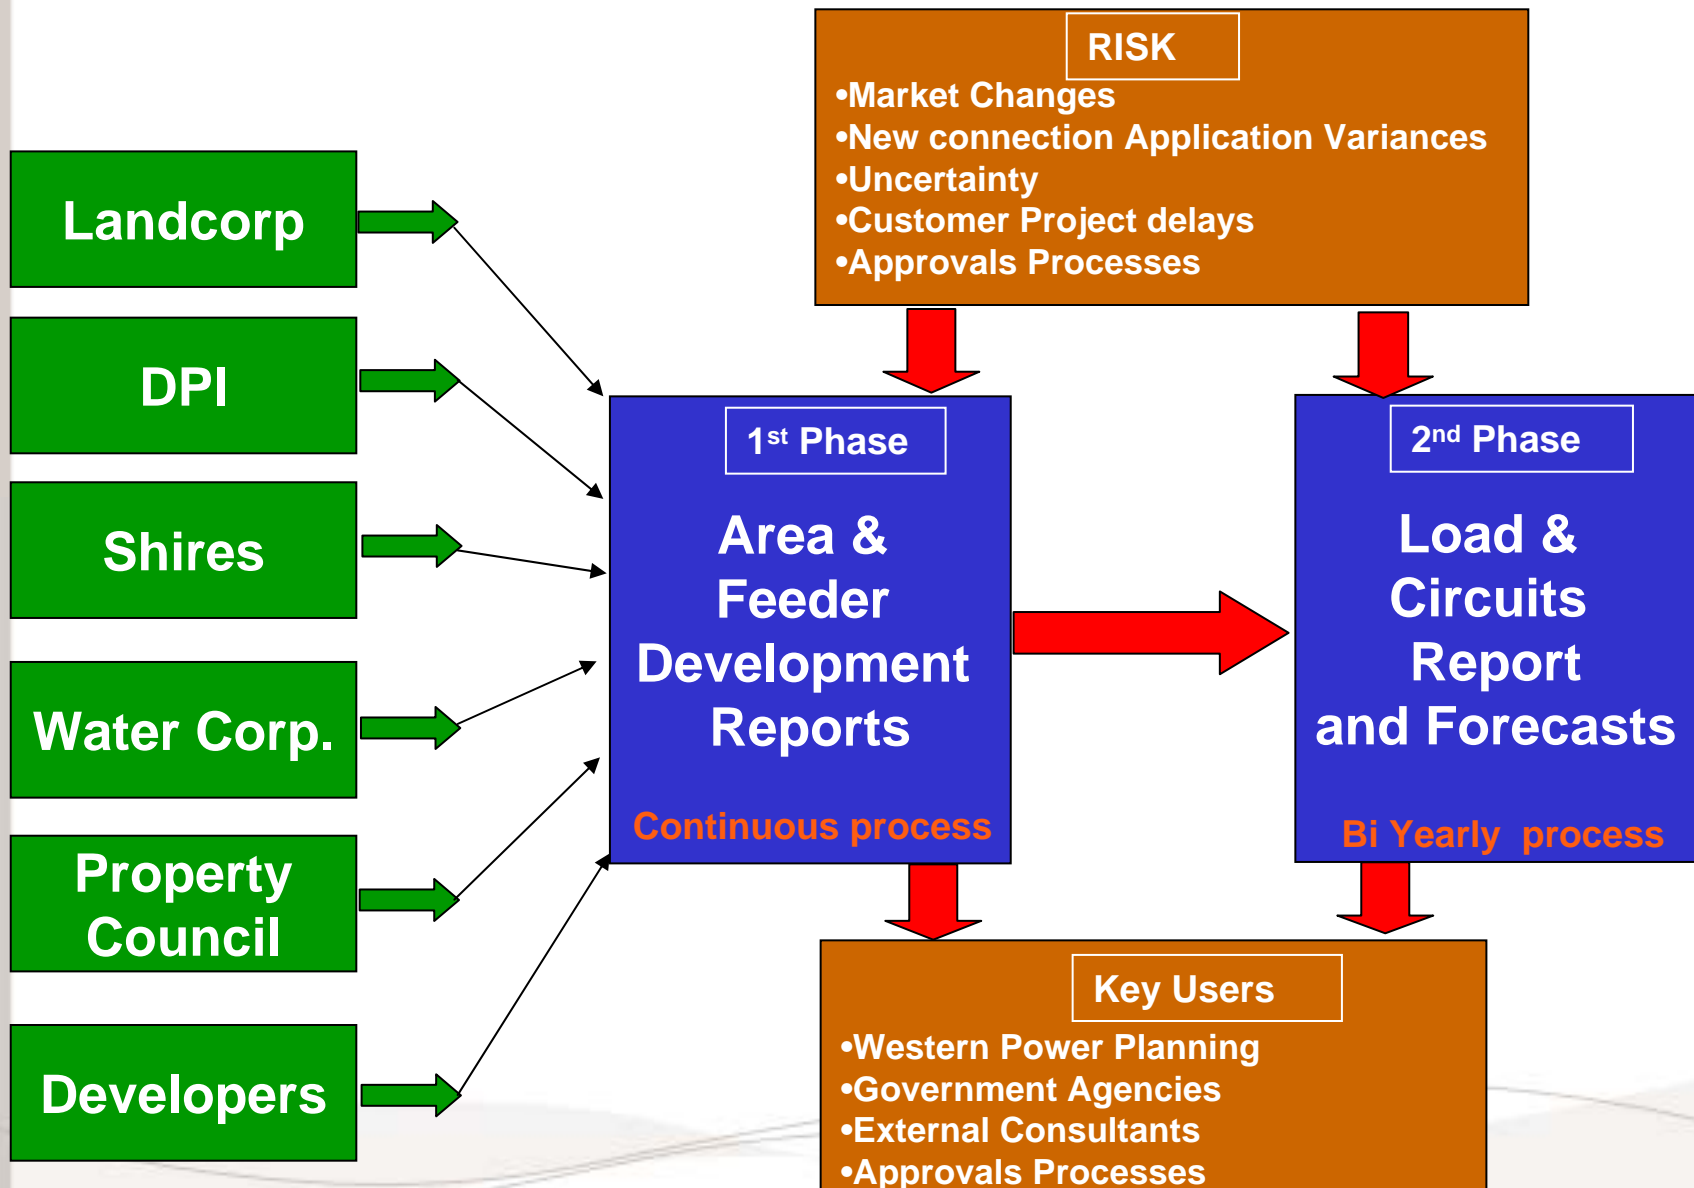 RISK
•Market Changes
•New connection Application Variances
•Uncertainty
•Customer Project delays
•Approvals Processes
Landcorp
DPI
Shires
Water Corp.
Property
Council
Developers
1st Phase
Area &
Feeder
Development
Reports
Continuous process
2nd Phase
Load &
Circuits
Report
and Forecasts
Bi Yearly process
Key Users
•Western Power Planning
•Government Agencies
•External Consultants
•Approvals Processes